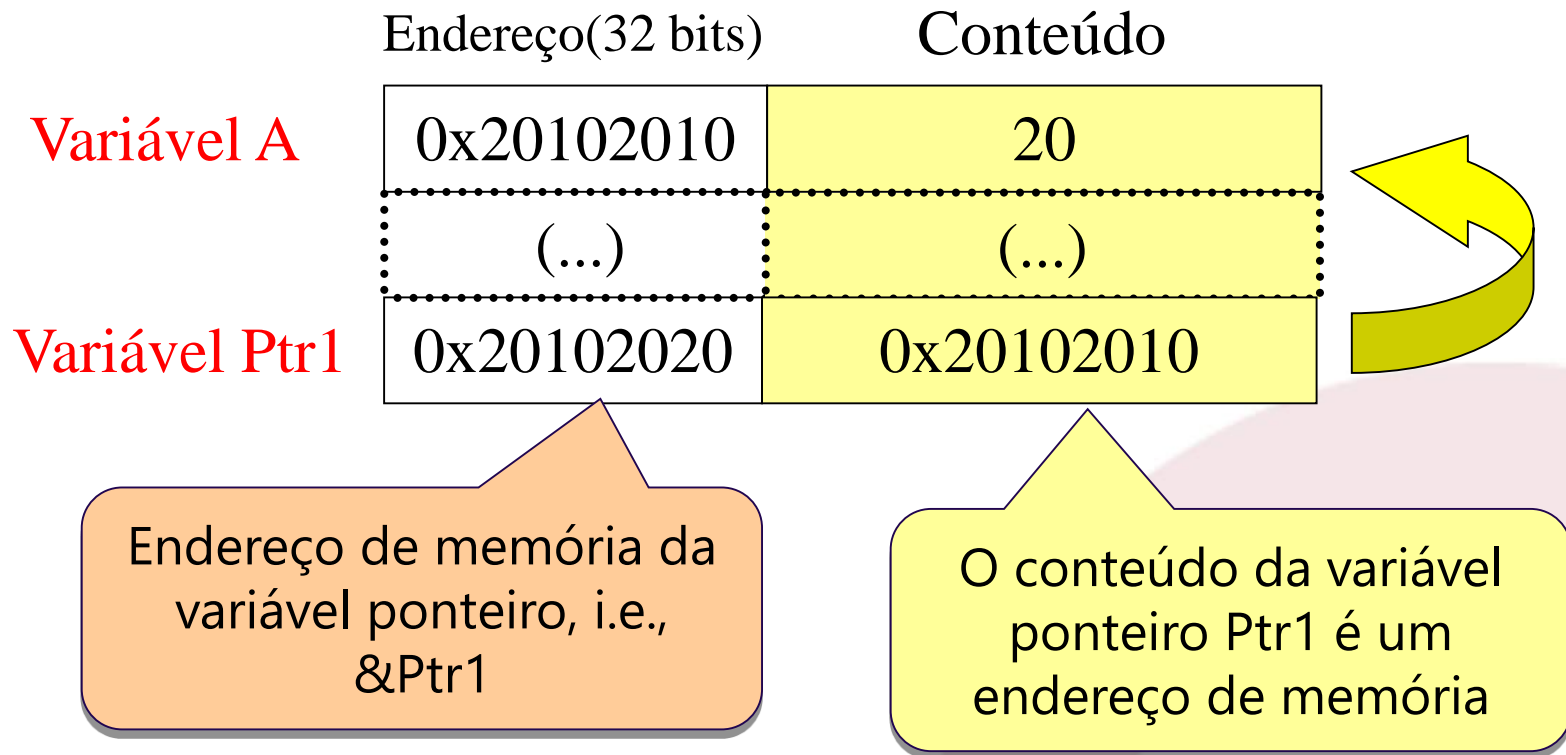 Endereço(32 bits) Conteúdo
Variável A 0x20102010 20
(...) (...)
Variável Ptr1 0x20102020 0x20102010
Endereço de memória da
variável ponteiro, i.e.,
&Ptr1
O conteúdo da variável
ponteiro Ptr1 é um
endereço de memória